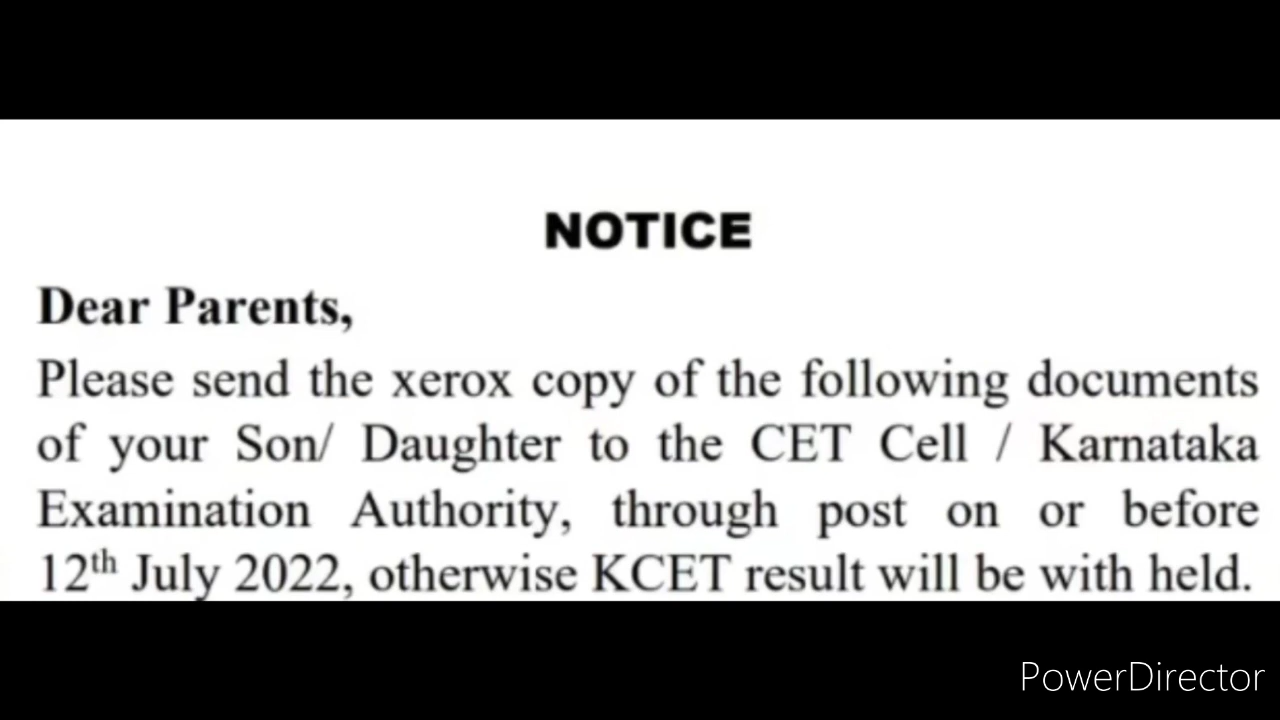 NOTICE
Dear Parents,
Please send the xerox copy of the following documents
of your Son/ Daughter to the CET Cell / Karnataka
Examination Authority, through post on or before
12th July 2022, otherwise KCET result will be with held.
PowerDirector